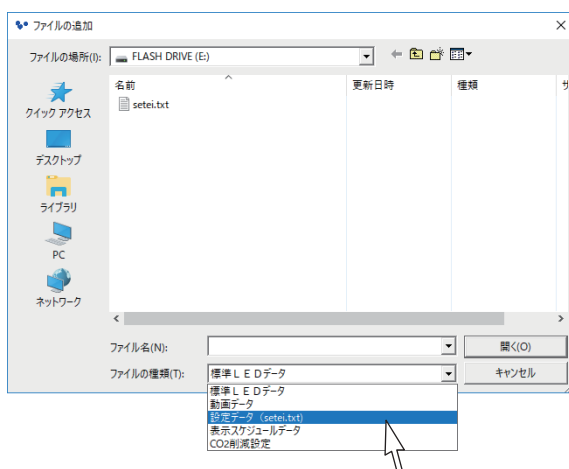 ファイルの追加
ファイルの場所(I):
FLASH DRIVE (E:)
名前
更新日時
種類
サ
setei.txt
クイック アクセス
デスクトップ
ライブラリ
PC
ネットワーク
ファイル名(N):
開く(O)
ファイルの種類(T):
標準ＬＥＤデータ
キャンセル
標準ＬＥＤデータ
動画データ
設定データ（setei.txt)
表示スケジュールデータ
CO2削減設定